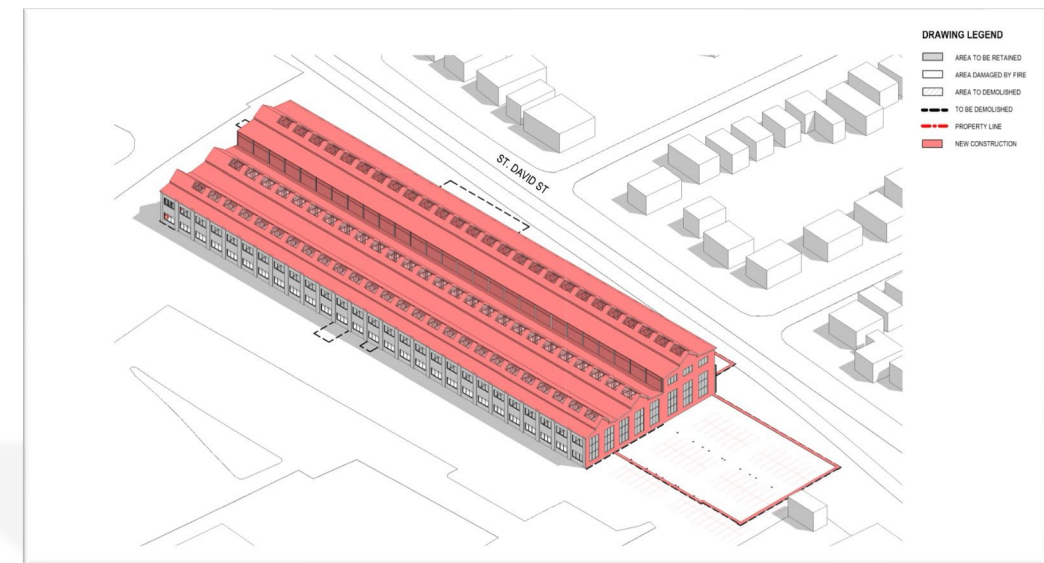 DRAWING LEGEND
AREA TO BE RETAINED
AREA DAMAGED BY FIRE
AREA TO DEMOLISHED
TO BE DEMOLISHED
PROPERTY LINE
NEW CONSTRUCTION
ST. DAVID ST